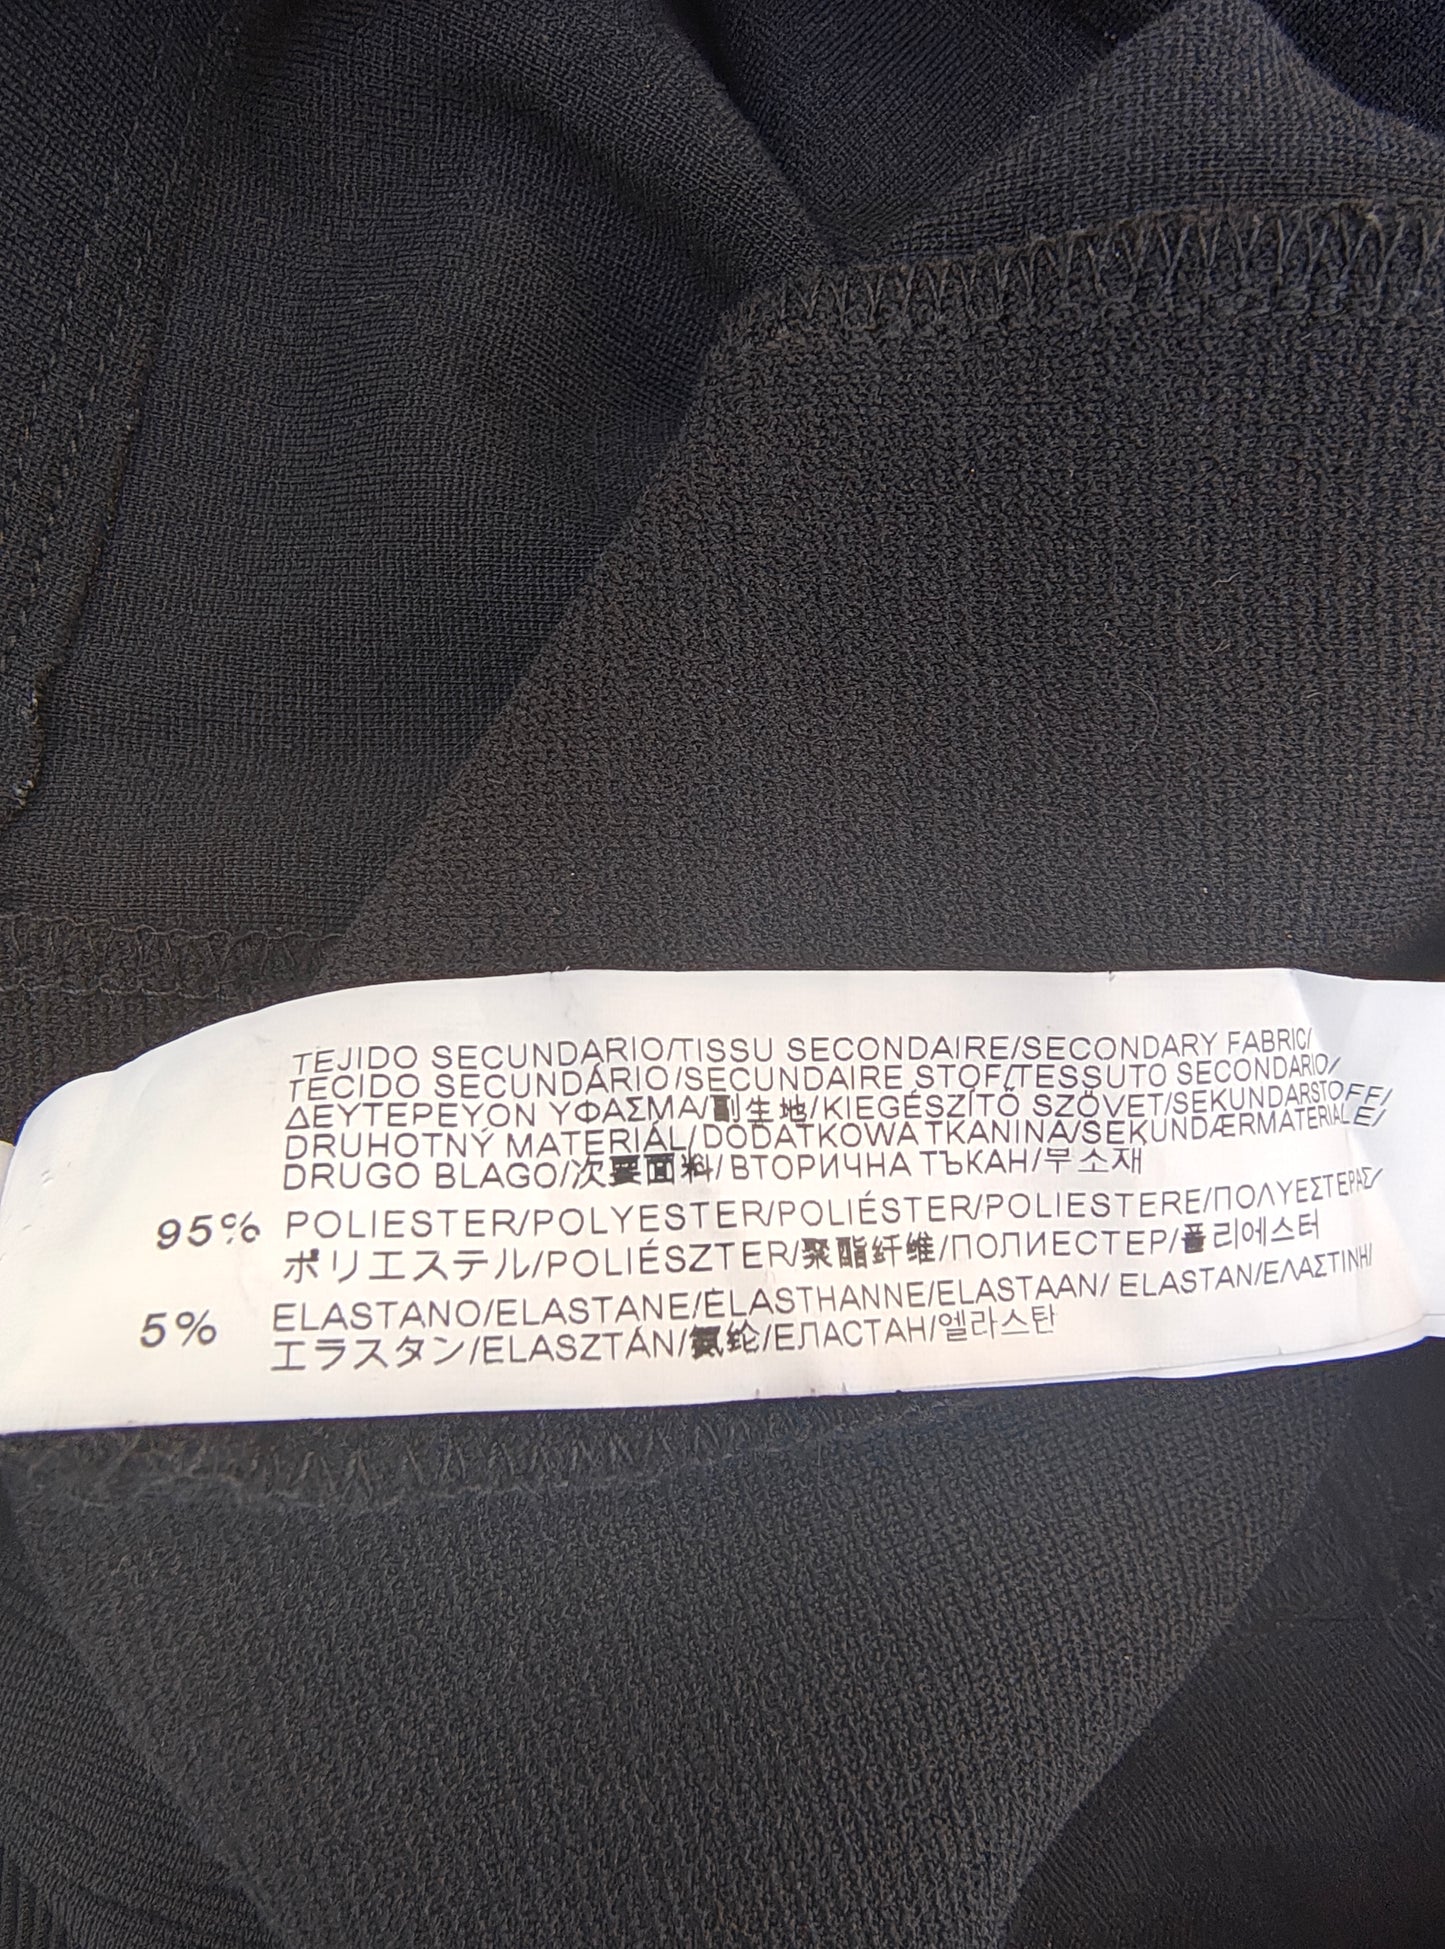 TEJIDO SECUNDARIO/TISSU SECONDAIRE/SECONDARY FABRIC/
TECIDO SECUNDÁRIO/SECUNDAIRE STOF/TESSUTO SECONDARIO/
ΔΕΥΤΕΡΕΥΟΝ ΥΦΑΣΜΑ/副生地/KIEGÉSZÍTŐ SZÖVET/SEKUNDARSTOFF/
DRUHOTNÝ MATERIÁL/DODATKOWA TKANINA/SEKUNDÆRMATERIALE/
DRUGO BLAGO/次要面料/ВТОРИЧНА ТЪКАН/부소재
95% POLIESTER/POLYESTER/POLIÉSTER/POLIESTERE/ΠΟΛΥΕΣΤΕΡΑΣ/
ポリエステル/POLIÉSZTER/聚酯纤维/ПОЛИЕСТЕР/폴리에스터
5% ELASTANO/ELASTANE/ÉLASTHANNE/ELASTAAN/ ELASTAN/ΕΛΑΣΤΙΝΗ/
エラスタン/ELASZTÁN/氨纶/ЕЛАСТАН/엘라스탄